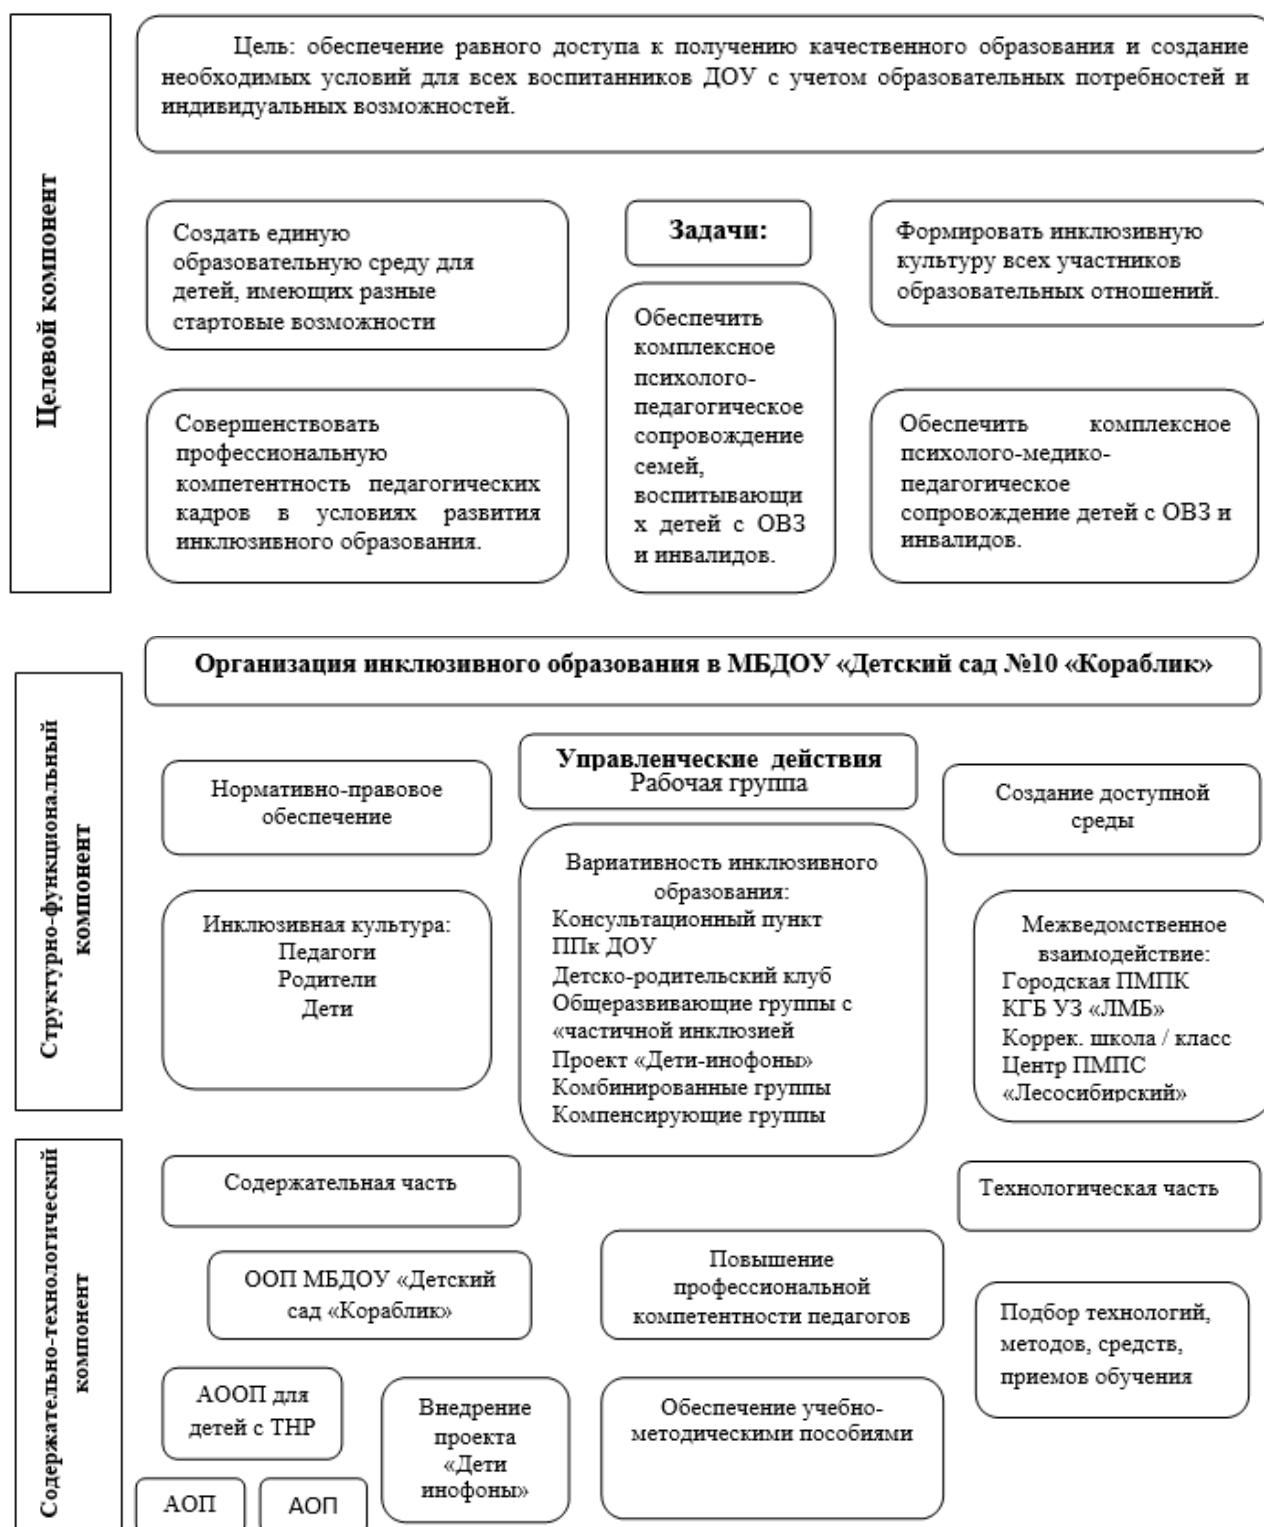 Целевой компонент
Цель: обеспечение равного доступа к получению качественного образования и создание
необходимых условий для всех воспитанников ДОУ с учетом образовательных потребностей и
индивидуальных возможностей.
Создать единую
образовательную среду для
детей, имеющих разные
стартовые возможности
Задачи:
Формировать инклюзивную
культуру всех участников
образовательных отношений.
Совершенствовать
профессиональную
компетентность педагогических
кадров в условиях развития
инклюзивного образования.
Обеспечить
комплексное
психолого-
педагогическое
сопровождение
семей,
воспитывающи
х детей с ОВЗ
и инвалидов.
Обеспечить комплексное
психолого-медико-
педагогическое
сопровождение детей с ОВЗ и
инвалидов.
Структурно-функциональный
компонент
Организация инклюзивного образования в МБДОУ «Детский сад №10 «Кораблик»
Нормативно-правовое
обеспечение
Управленческие действия
Рабочая группа
Создание доступной
среды
Инклюзивная культура:
Педагоги
Родители
Дети
Вариативность инклюзивного
образования:
Консультационный пункт
ППк ДОУ
Детско-родительский клуб
Общеразвивающие группы с
«частичной инклюзией
Проект «Дети-инофоны»
Комбинированные группы
Компенсирующие группы
Межведомственное
взаимодействие:
Городская ПМПК
КГБ УЗ «ЛМБ»
Коррек. школа / класс
Центр ПМПС
«Лесосибирский»
Содержательно-технологический
компонент
Содержательная часть
Технологическая часть
ООП МБДОУ «Детский
сад «Кораблик»
Повышение
профессиональной
компетентности педагогов
Подбор технологий,
методов, средств,
приемов обучения
АООП для
детей с ТНР
Внедрение
проекта
«Дети
инофоны»
Обеспечение учебно-
методическими пособиями
АОП
АОП